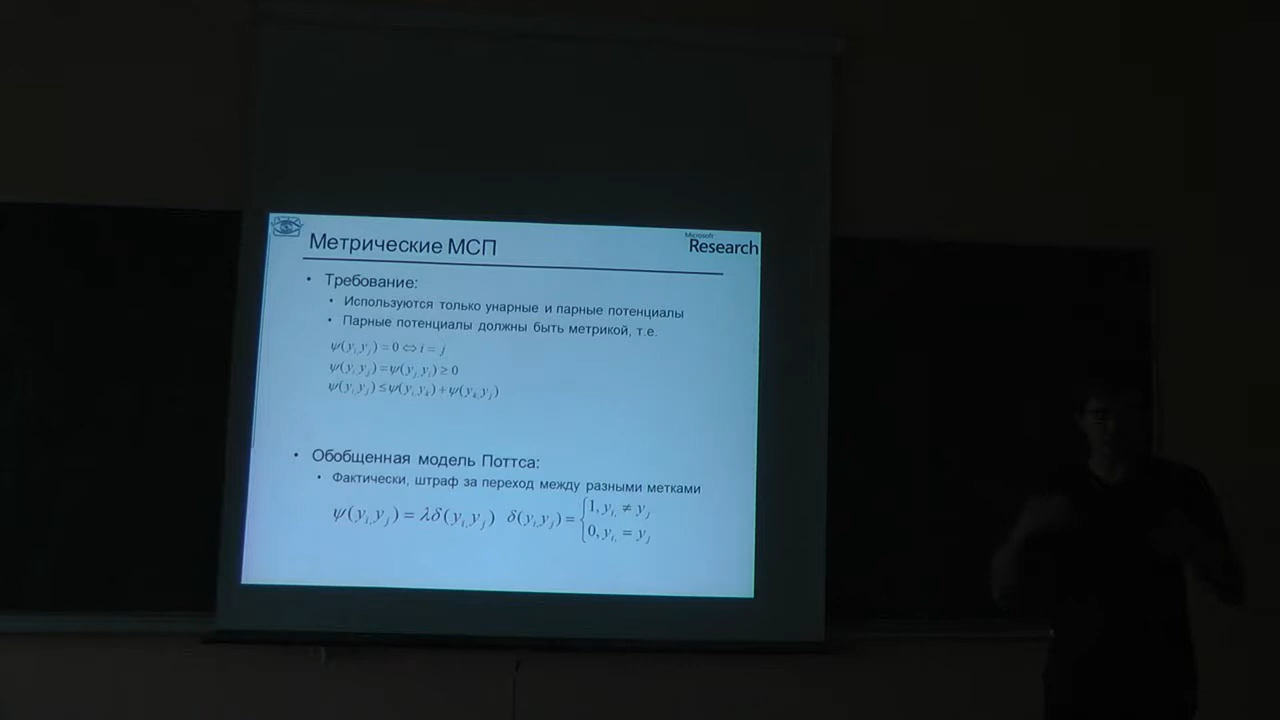 Метрические МСП
Microsoft
Research
• Требование:
• Используются только унарные и парные потенциалы
• Парные потенциалы должны быть метрикой, т.е.
ψ(y_i, y_j) = 0 ⇔ i = j
ψ(y_i, y_j) = ψ(y_j, y_i) ≥ 0
ψ(y_i, y_j) ≤ ψ(y_i, y_k) + ψ(y_k, y_j)
• Обобщенная модель Поттса:
• Фактически, штраф за переход между разными метками
ψ(y_i, y_j) = λδ(y_i, y_j) δ(y_i, y_j) = { 1, y_i, ≠ y_j
0, y_i, = y_j